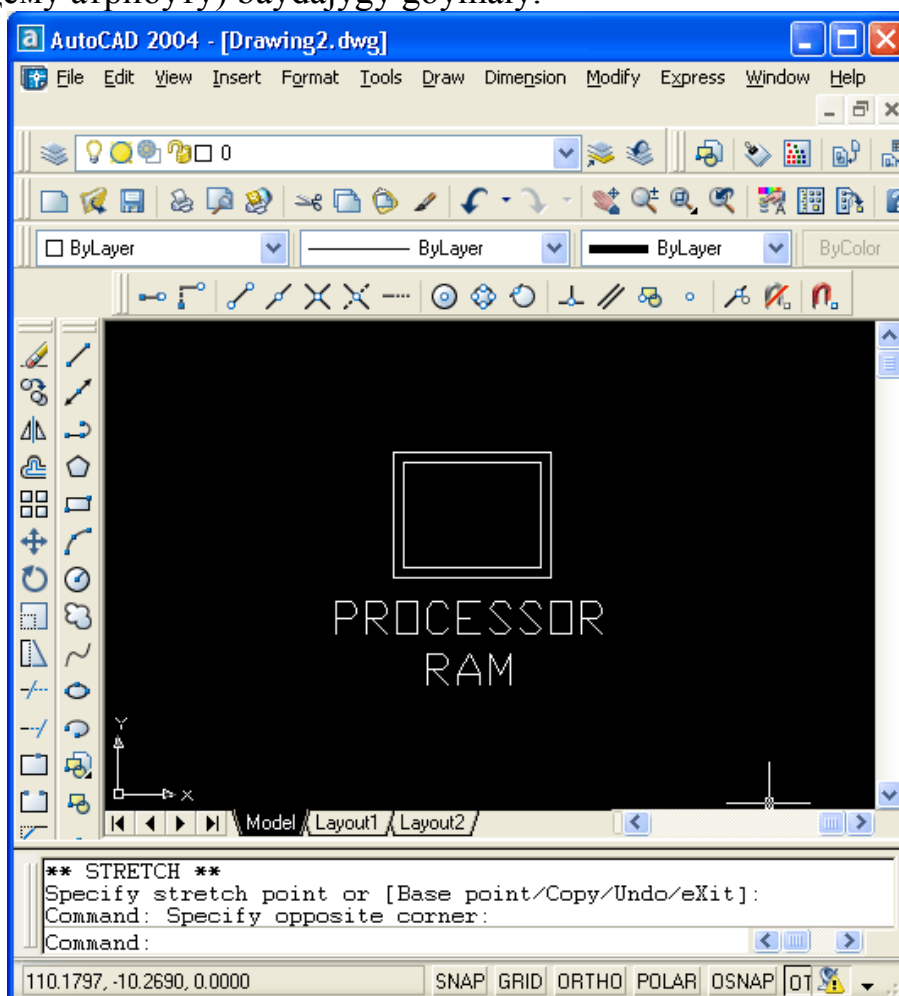 AutoCAD 2004 - [Drawing2.dwg]
File Edit View Insert Format Tools Draw Dimension Modify Express Window Help
0
ByLayer ByLayer ByLayer ByColor
PROCESSOR
RAM
Y
X
Model Layout1 Layout2
** STRETCH **
Specify stretch point or [Base point/Copy/Undo/eXit]:
Command: Specify opposite corner:
Command:
110.1797, -10.2690, 0.0000 SNAP GRID ORTHO POLAR OSNAP